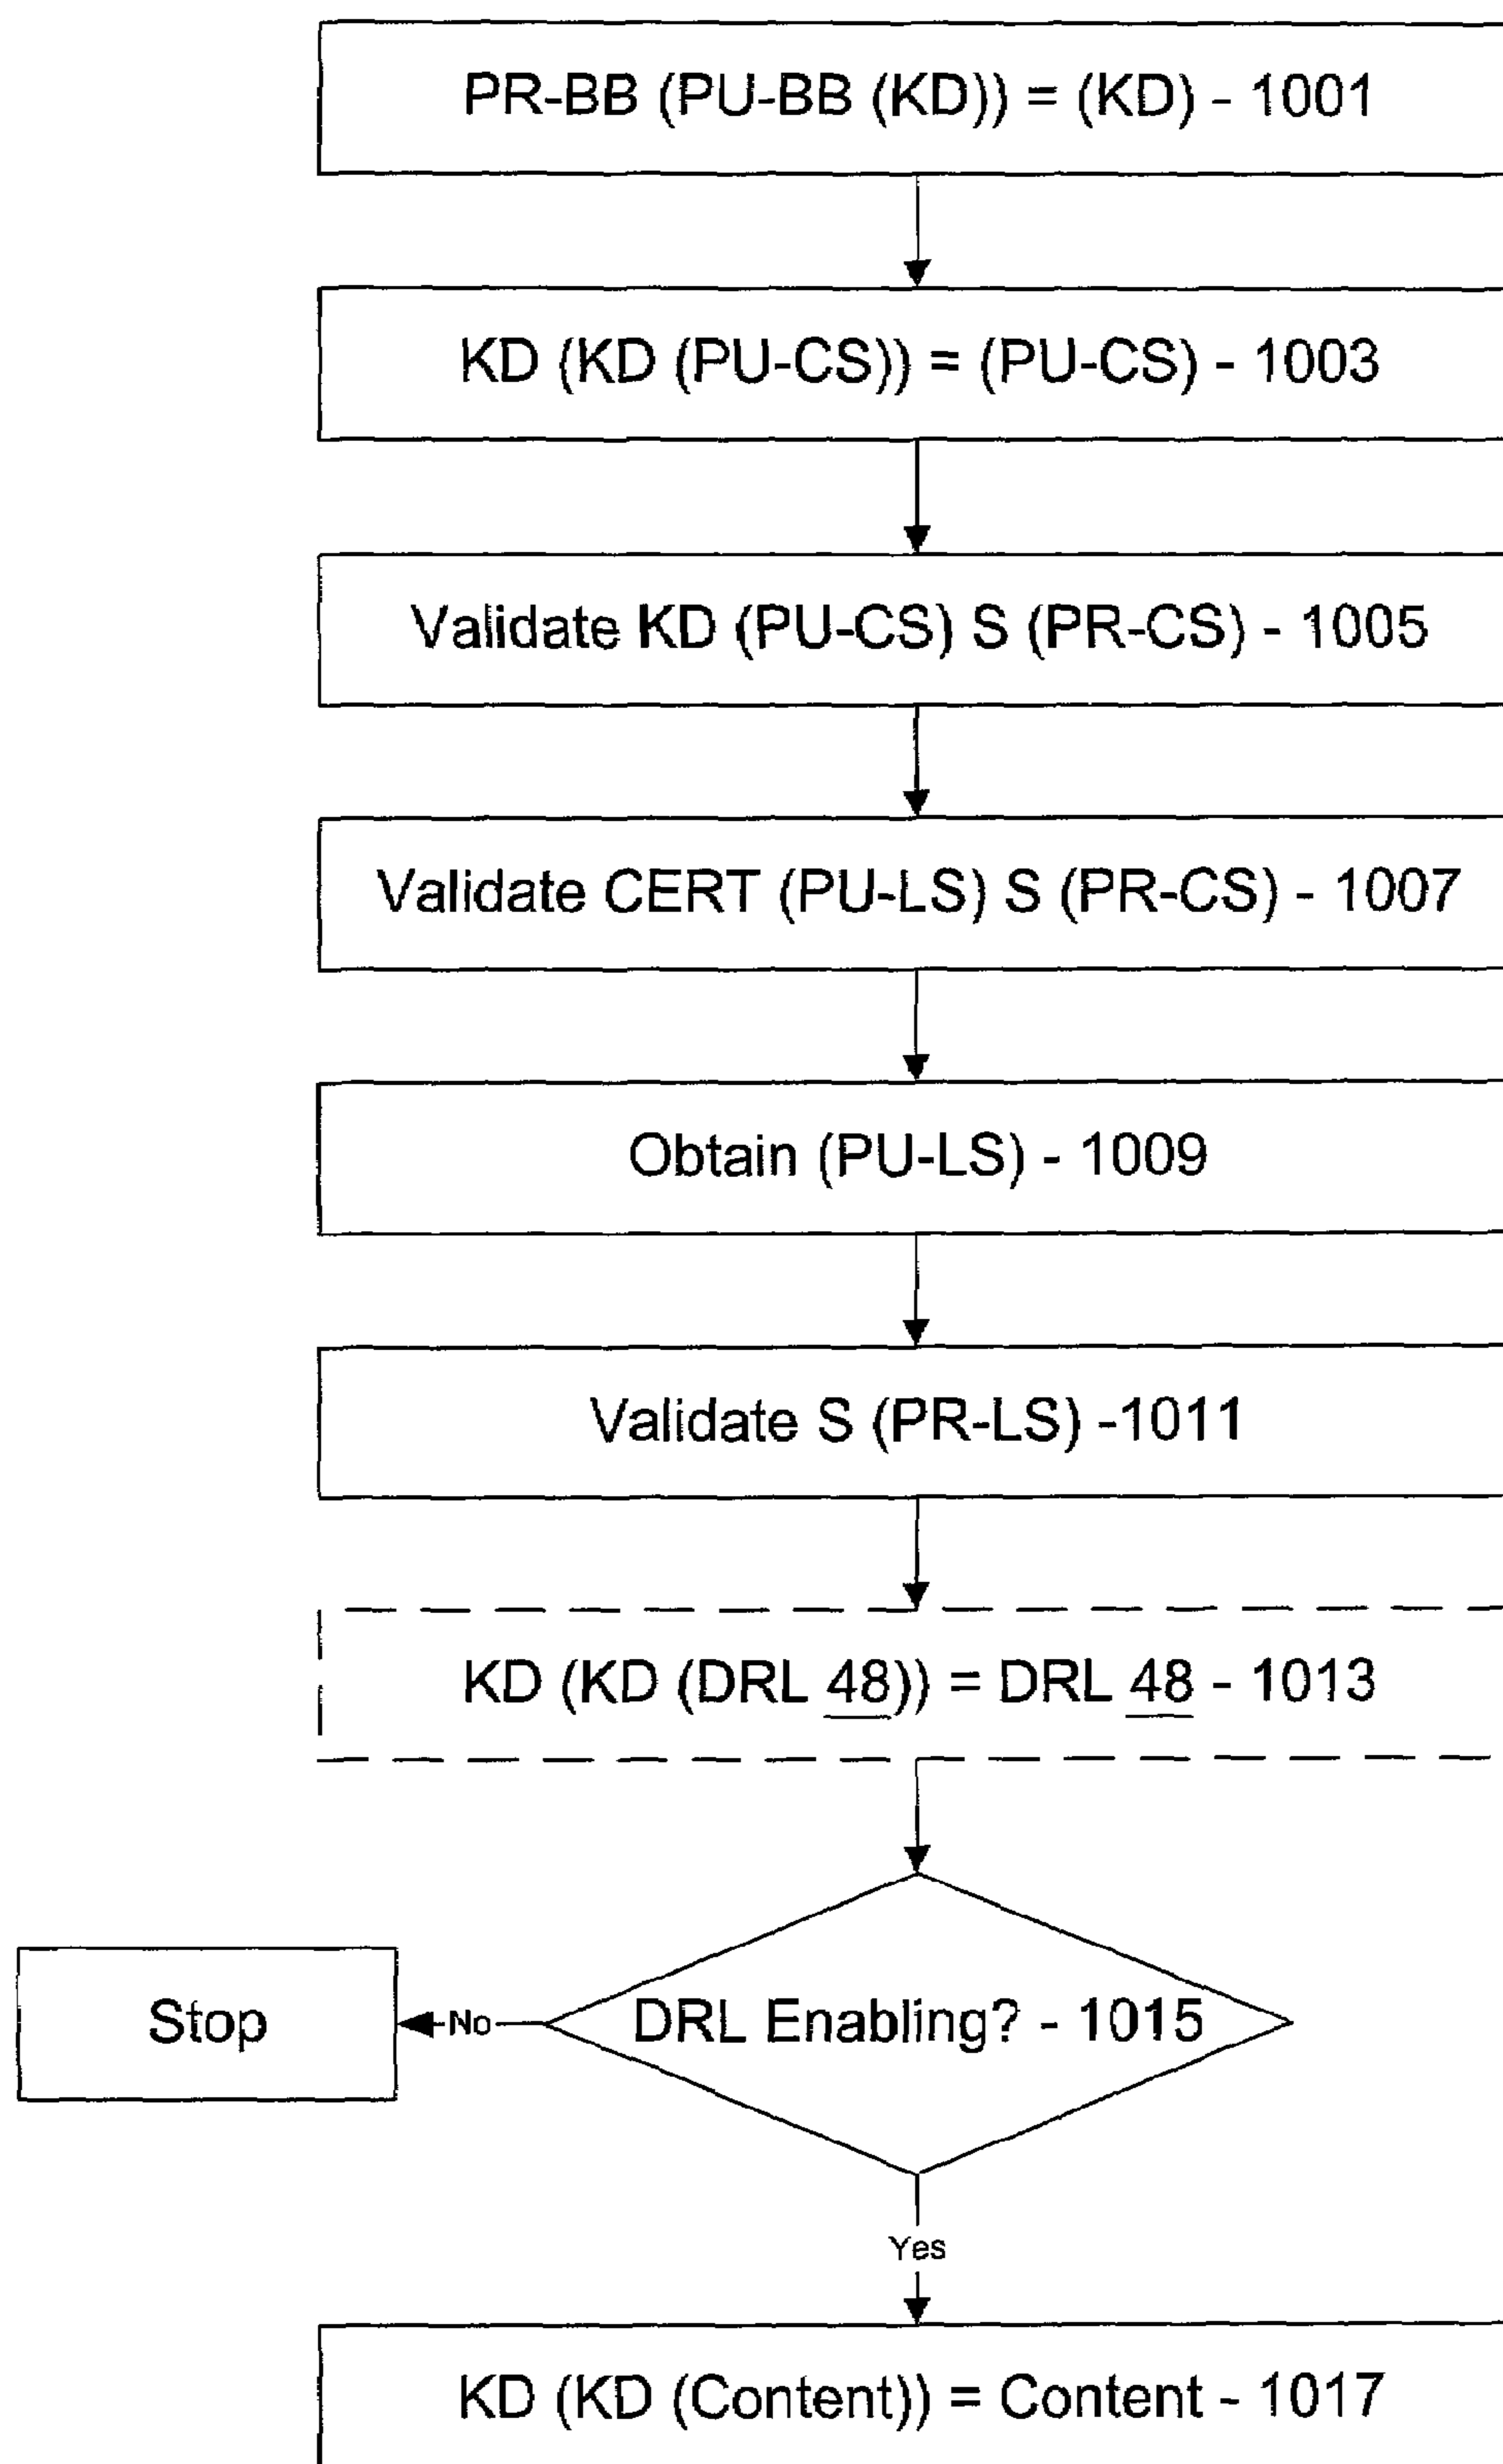 PR-BB (PU-BB (KD)) = (KD) - 1001
KD (KD (PU-CS)) = (PU-CS) - 1003
Validate KD (PU-CS) S (PR-CS) - 1005
Validate CERT (PU-LS) S (PR-CS) - 1007
Obtain (PU-LS) - 1009
Validate S (PR-LS) -1011
KD (KD (DRL 48)) = DRL 48 - 1013
DRL Enabling? - 1015
No
Stop
Yes
KD (KD (Content)) = Content - 1017